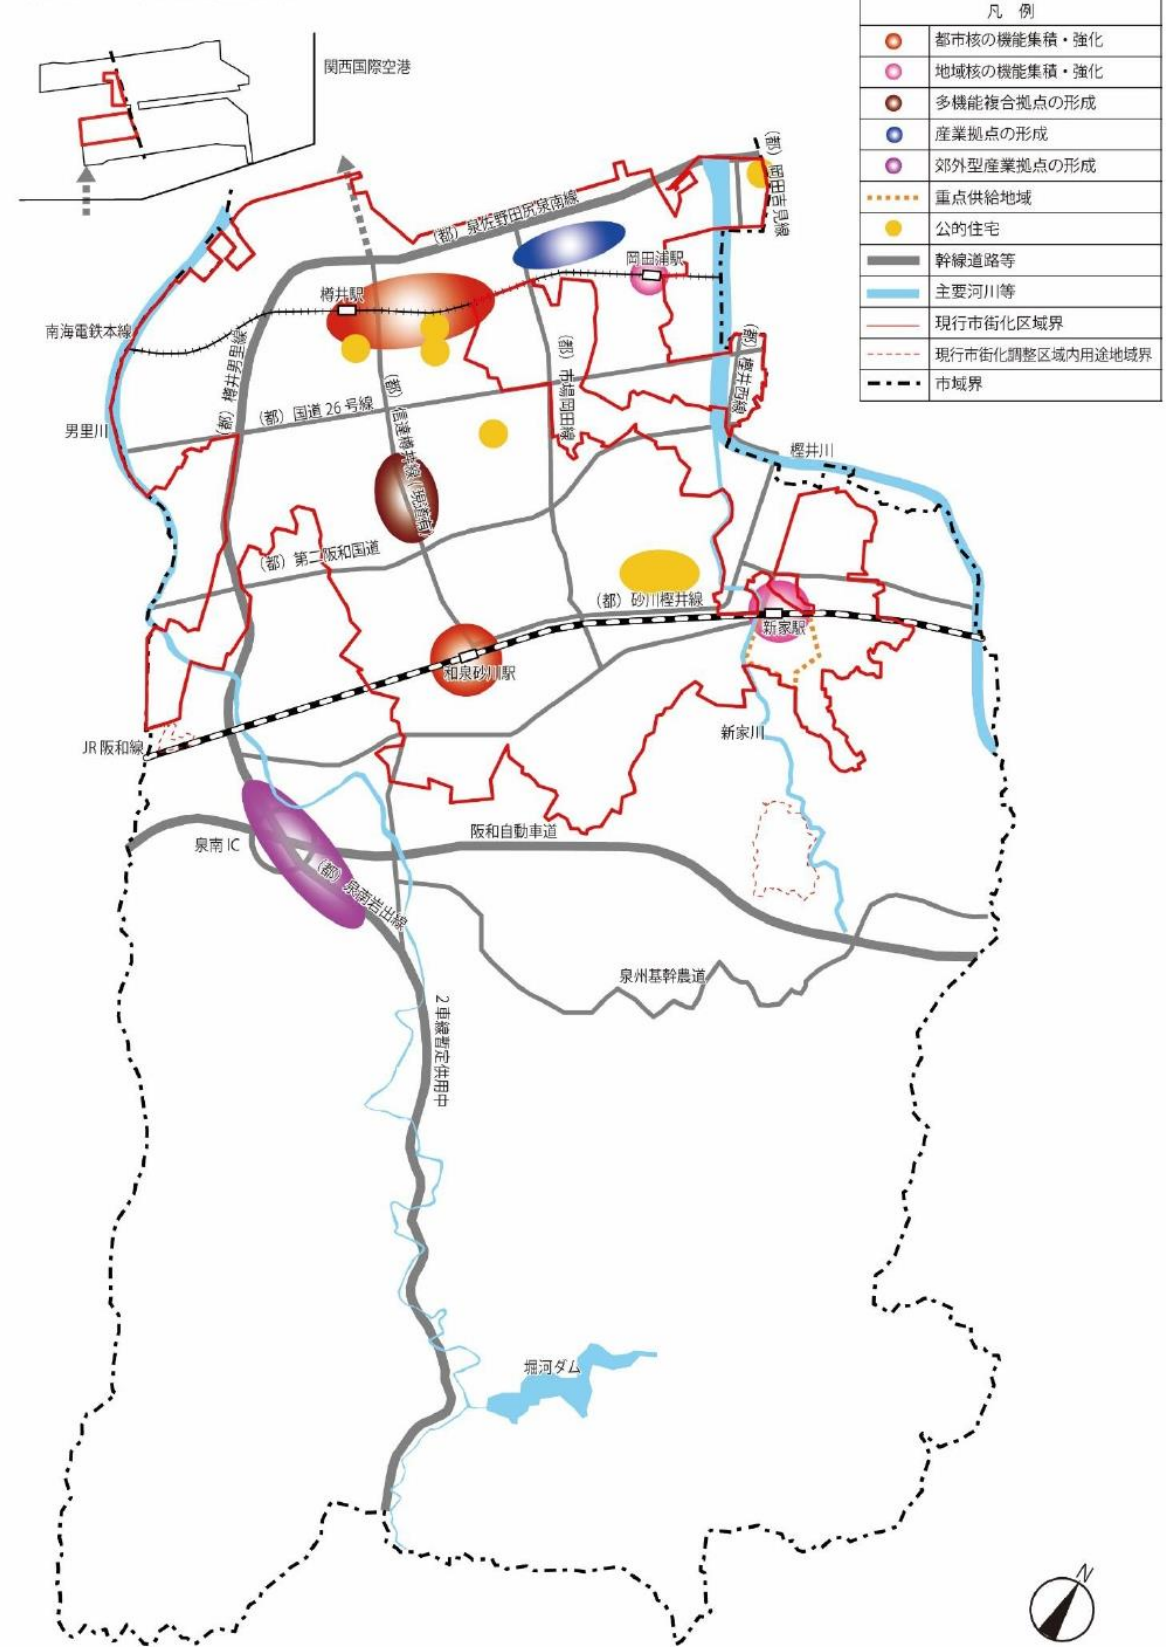 凡 例
都市核の機能集積・強化
地域核の機能集積・強化
多機能複合拠点の形成
産業拠点の形成
郊外型産業拠点の形成
重点供給地域
公的住宅
幹線道路等
主要河川等
現行市街化区域界
現行市街化調整区域内用途地域界
市域界
関西国際空港
(都) 岡田吉見線
(都) 泉佐野田尻泉南線
岡田浦駅
樽井駅
南海電鉄本線
(都) 樽井男里線
(都) 市場岡田線
(都) 樫井西線
(都) 国道26号線
(都) 信達樽井線
男里川
樫井川
(都) 第二阪和国道
(都) 砂川樫井線
新家駅
和泉砂川駅
新家川
JR阪和線
阪和自動車道
泉南IC
(都) 泉南岩出線
泉州基幹農道
2車線暫定供用中
堀河ダム
N